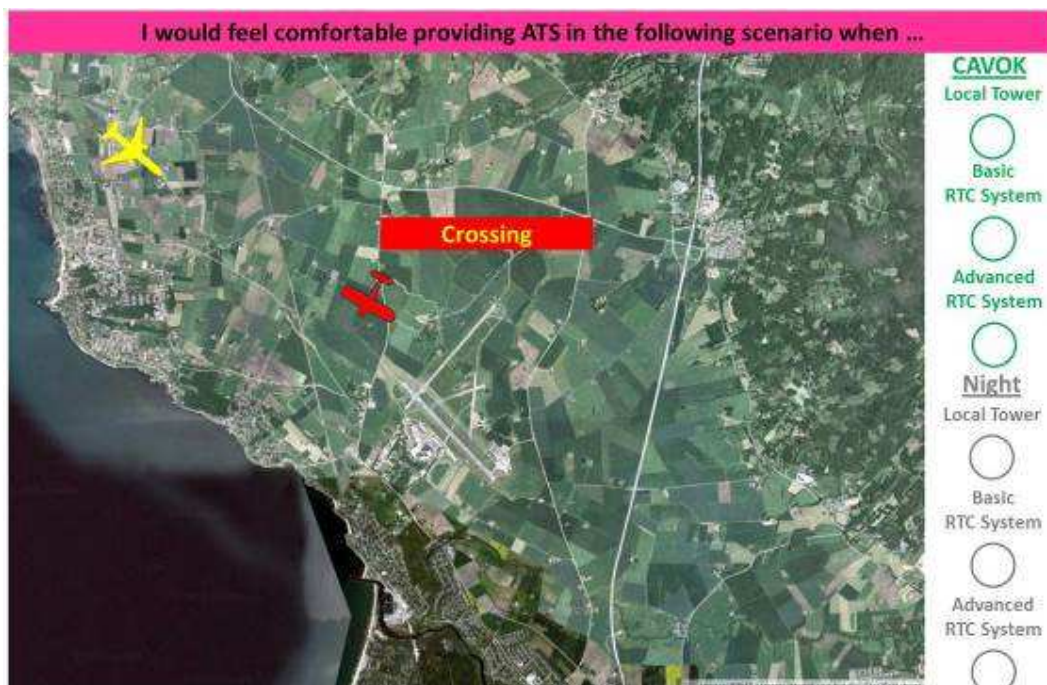 I would feel comfortable providing ATS in the following scenario when ...
Crossing
CAVOK
Local Tower
Basic
RTC System
Advanced
RTC System
Night
Local Tower
Basic
RTC System
Advanced
RTC System